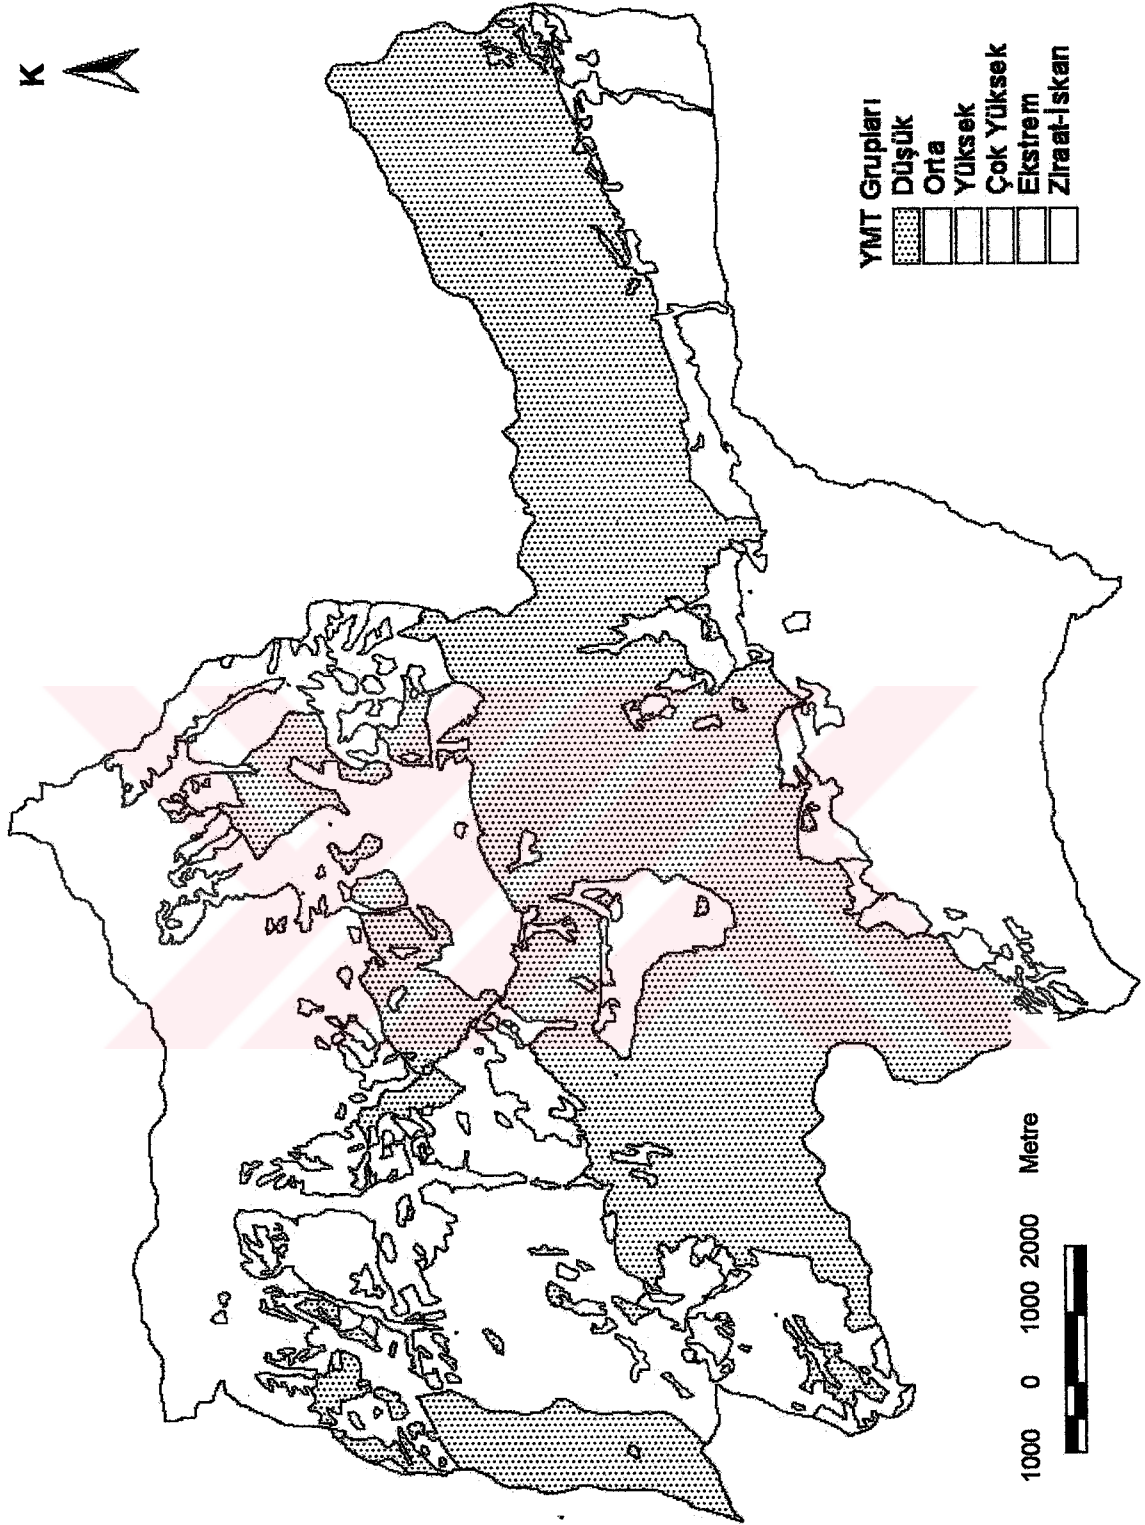 K
YMT Grupları
Düşük
Orta
Yüksek
Çok Yüksek
Ekstrem
Ziraat-İskan
1000 0 1000 2000 Metre